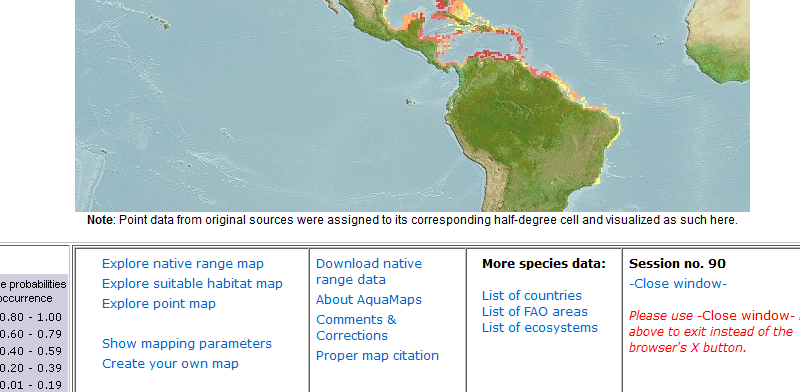 Note: Point data from original sources were assigned to its corresponding half-degree cell and visualized as such here.
e probabilities
occurrence
0.80 - 1.00
0.60 - 0.79
0.40 - 0.59
0.20 - 0.39
0.01 - 0.19
Explore native range map
Explore suitable habitat map
Explore point map
Show mapping parameters
Create your own map
Download native
range data
About AquaMaps
Comments &
Corrections
Proper map citation
More species data:
List of countries
List of FAO areas
List of ecosystems
Session no. 90
-Close window-
Please use -Close window-
above to exit instead of the
browser's X button.